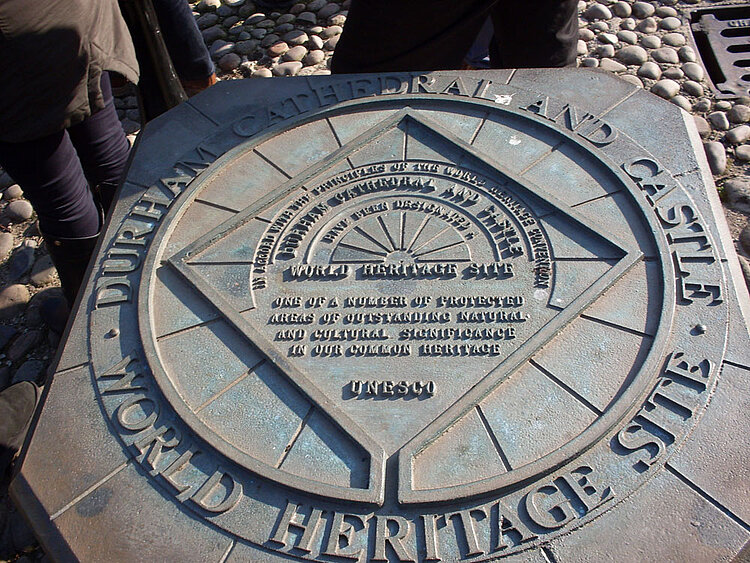 DURHAM CATHEDRAL AND CASTLE
WORLD HERITAGE SITE
IN ACCORD WITH THE PRINCIPLES OF THE WORLD HERITAGE CONVENTION
DURHAM CATHEDRAL AND CASTLE
HAVE BEEN DESIGNATED A
WORLD HERITAGE SITE
ONE OF A NUMBER OF PROTECTED
AREAS OF OUTSTANDING NATURAL
AND CULTURAL SIGNIFICANCE
IN OUR COMMON HERITAGE
UNESCO